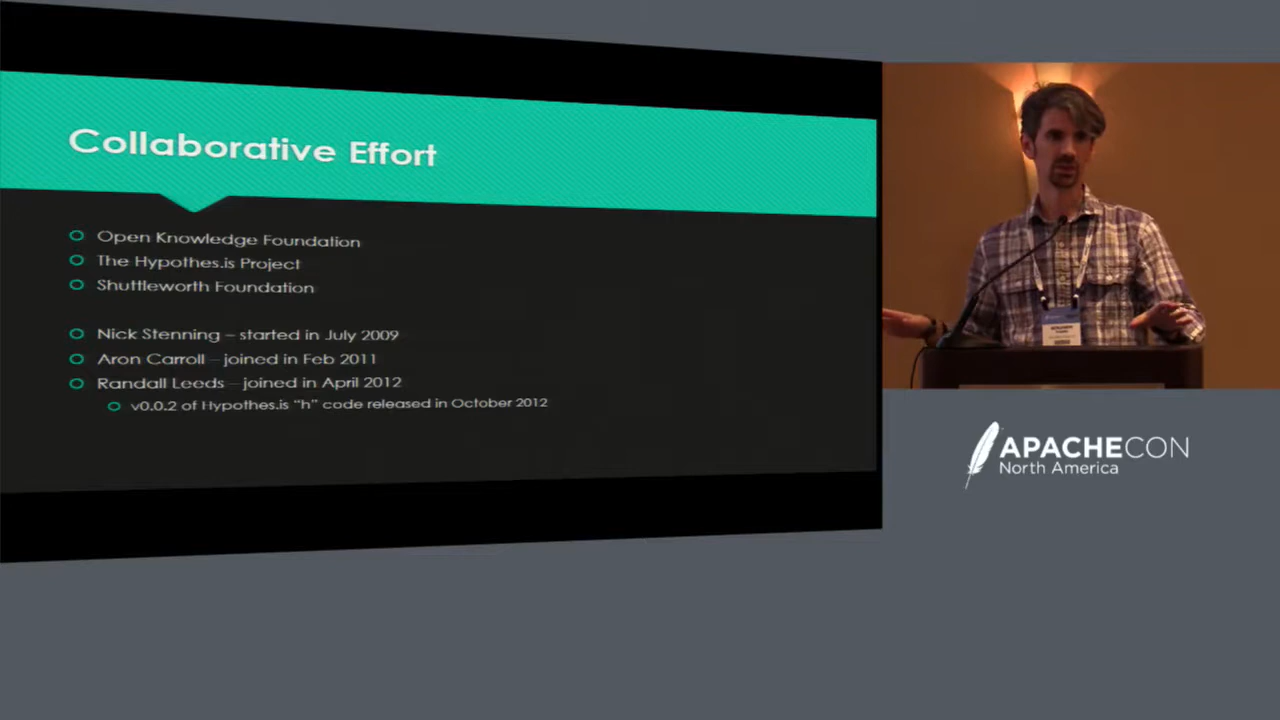 Collaborative Effort
Open Knowledge Foundation
The Hypothes.is Project
Shuttleworth Foundation
Nick Stenning – started in July 2009
Aron Carroll – joined in Feb 2011
Randall Leeds – joined in April 2012
v0.0.2 of Hypothes.is “h” code released in October 2012
APACHECON
North America